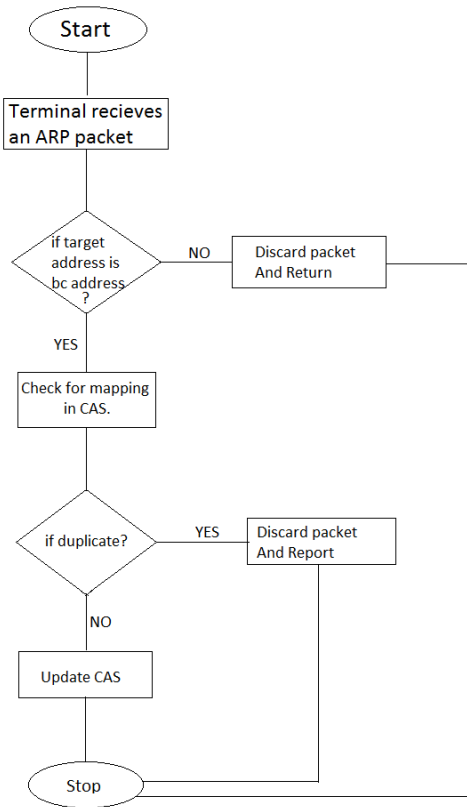 Start
Terminal recieves
an ARP packet
if target
address is
bc address
?
NO
Discard packet
And Return
YES
Check for mapping
in CAS.
if duplicate?
YES
Discard packet
And Report
NO
Update CAS
Stop